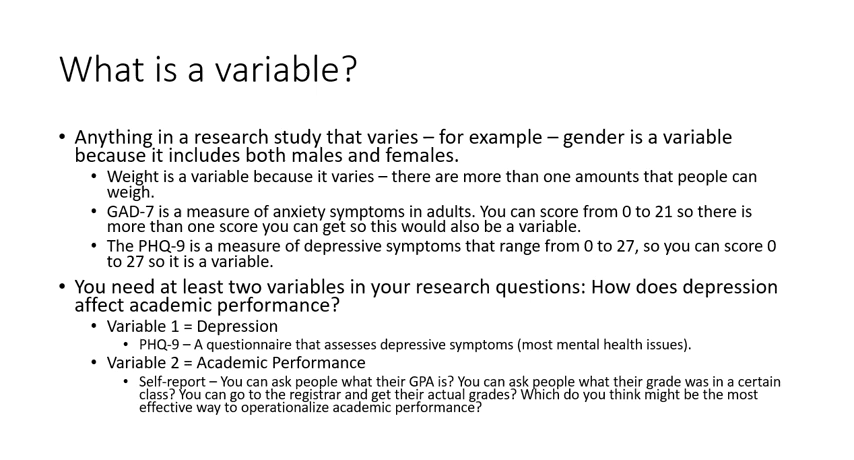 What is a variable?
• Anything in a research study that varies – for example – gender is a variable
because it includes both males and females.
• Weight is a variable because it varies – there are more than one amounts that people can
weigh.
• GAD-7 is a measure of anxiety symptoms in adults. You can score from 0 to 21 so there is
more than one score you can get so this would also be a variable.
• The PHQ-9 is a measure of depressive symptoms that range from 0 to 27, so you can score 0
to 27 so it is a variable.
• You need at least two variables in your research questions: How does depression
affect academic performance?
• Variable 1 = Depression
• PHQ-9 – A questionnaire that assesses depressive symptoms (most mental health issues).
• Variable 2 = Academic Performance
• Self-report – You can ask people what their GPA is? You can ask people what their grade was in a certain
class? You can go to the registrar and get their actual grades? Which do you think might be the most
effective way to operationalize academic performance?